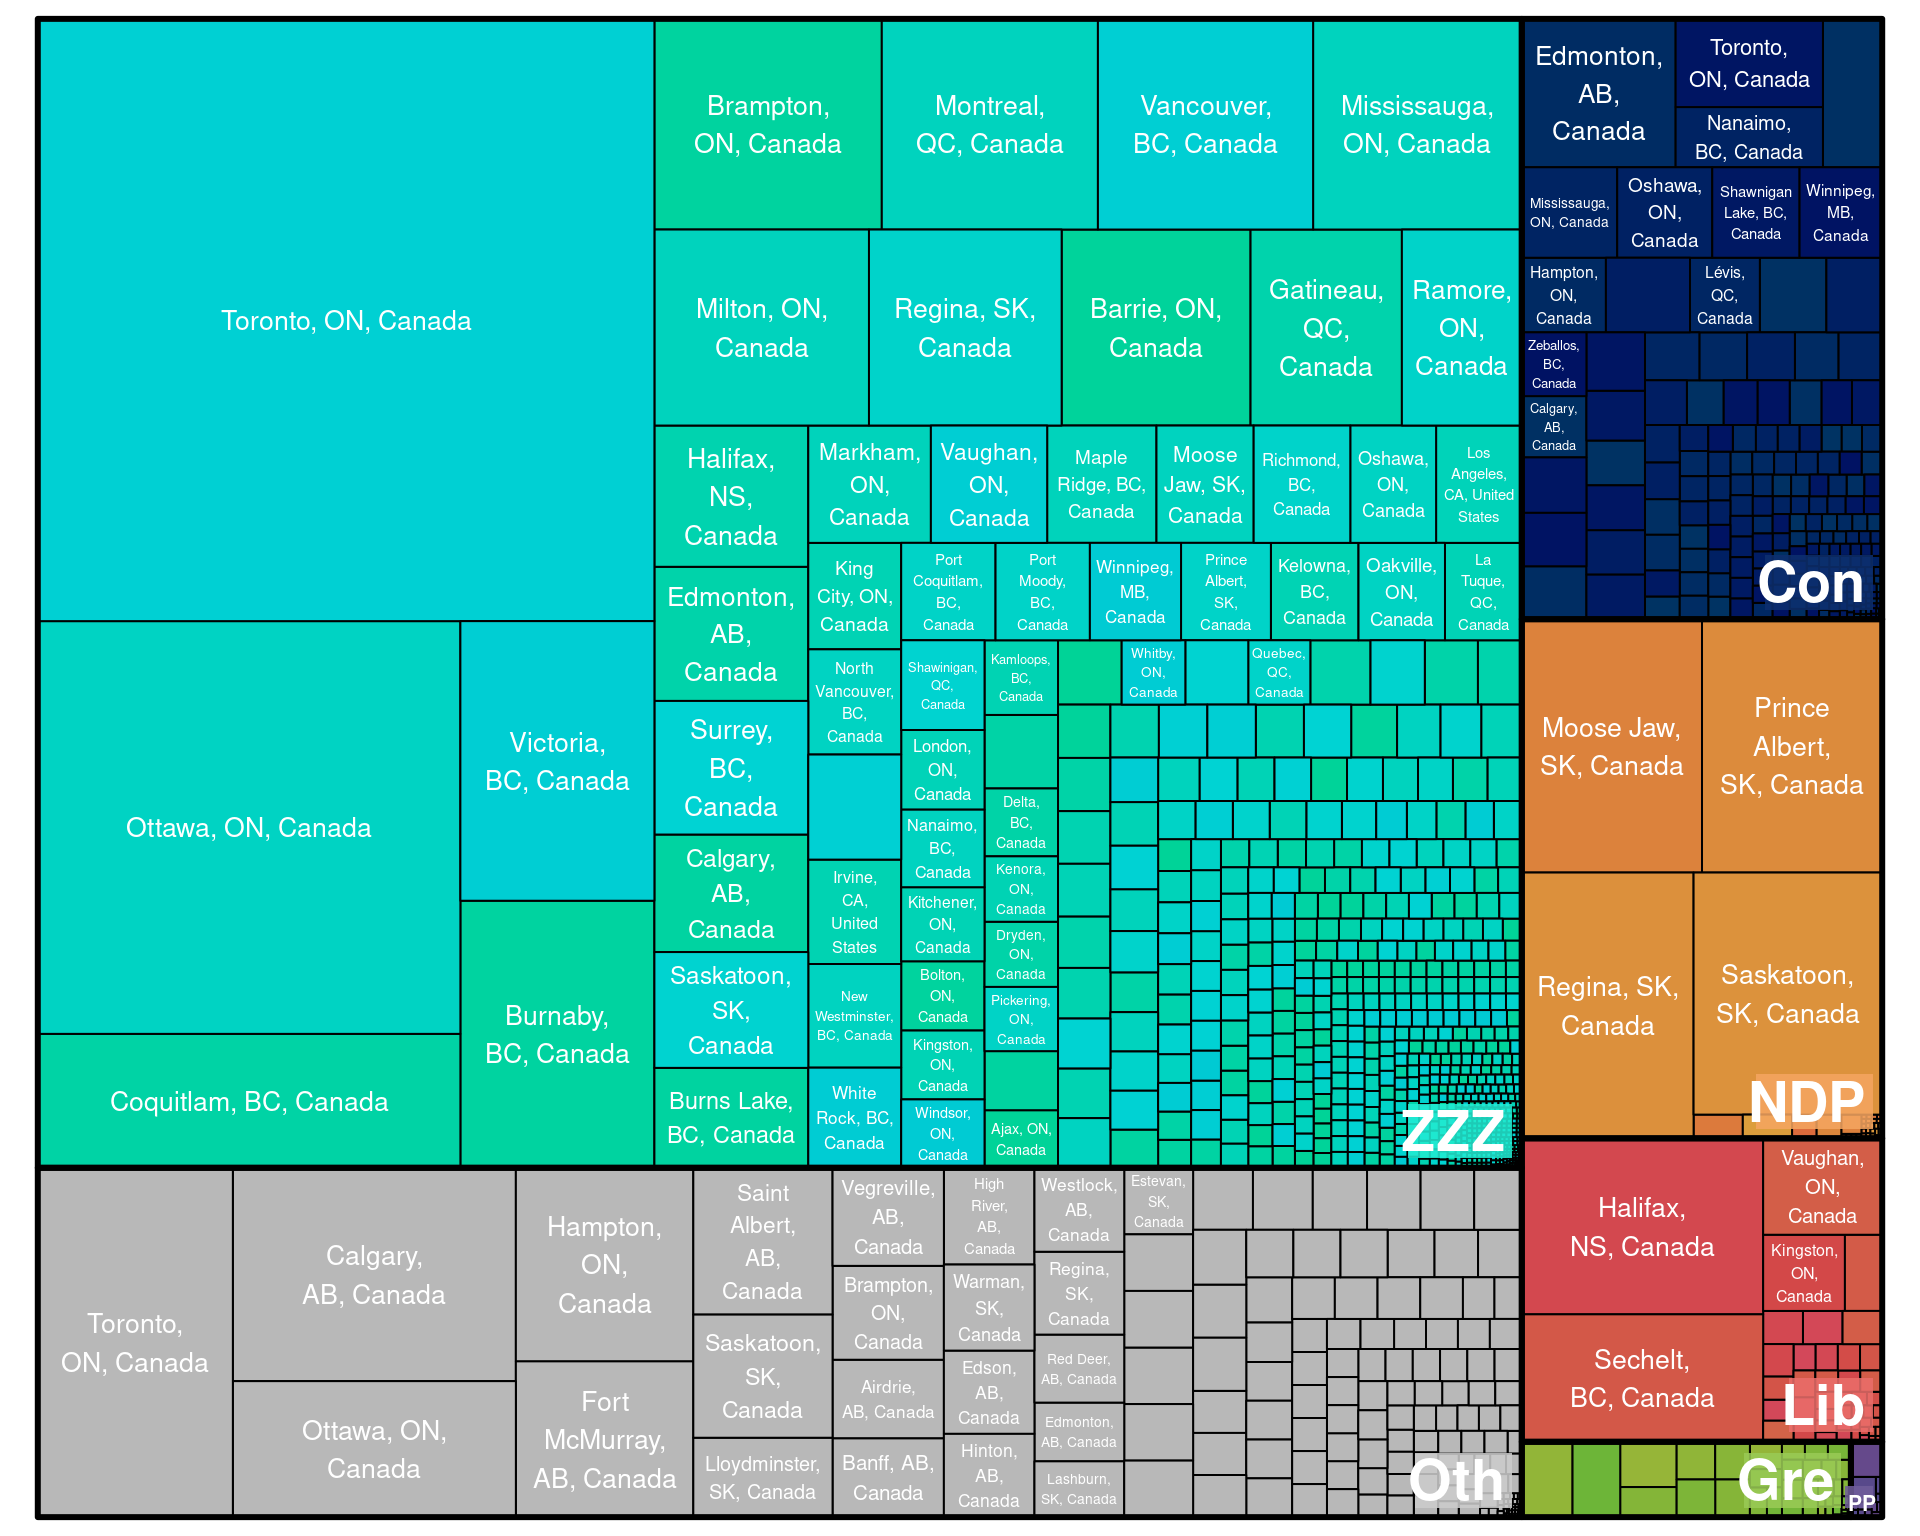 Toronto, ON, Canada
Ottawa, ON, Canada
Coquitlam, BC, Canada
Victoria,
BC, Canada
Burnaby,
BC, Canada
Brampton,
ON, Canada
Montreal,
QC, Canada
Vancouver,
BC, Canada
Mississauga,
ON, Canada
Milton, ON,
Canada
Regina, SK,
Canada
Barrie, ON,
Canada
Gatineau,
QC,
Canada
Ramore,
ON,
Canada
Halifax,
NS,
Canada
Edmonton,
AB,
Canada
Surrey,
BC,
Canada
Calgary,
AB,
Canada
Saskatoon,
SK,
Canada
Burns Lake,
BC, Canada
Markham,
ON,
Canada
Vaughan,
ON,
Canada
Maple
Ridge, BC,
Canada
Moose
Jaw, SK,
Canada
Richmond,
BC,
Canada
Oshawa,
ON,
Canada
Los
Angeles,
CA, United
States
King
City, ON,
Canada
North
Vancouver,
BC,
Canada
Irvine,
CA,
United
States
New
Westminster,
BC, Canada
White
Rock, BC,
Canada
Port
Coquitlam,
BC,
Canada
Port
Moody,
BC,
Canada
Winnipeg,
MB,
Canada
Prince
Albert,
SK,
Canada
Kelowna,
BC,
Canada
Oakville,
ON,
Canada
La
Tuque,
QC,
Canada
Shawinigan,
QC,
Canada
London,
ON,
Canada
Nanaimo,
BC,
Canada
Kitchener,
ON,
Canada
Bolton,
ON,
Canada
Kingston,
ON,
Canada
Windsor,
ON,
Canada
Kamloops,
BC,
Canada
Delta,
BC,
Canada
Kenora,
ON,
Canada
Dryden,
ON,
Canada
Pickering,
ON,
Canada
Ajax, ON,
Canada
Whitby,
ON,
Canada
Quebec,
QC,
Canada
ZZZ
Edmonton,
AB,
Canada
Toronto,
ON, Canada
Nanaimo,
BC, Canada
Mississauga,
ON, Canada
Oshawa,
ON,
Canada
Shawnigan
Lake, BC,
Canada
Winnipeg,
MB,
Canada
Hampton,
ON,
Canada
Lévis,
QC,
Canada
Zeballos,
BC,
Canada
Calgary,
AB,
Canada
Con
Moose Jaw,
SK, Canada
Prince
Albert,
SK, Canada
Regina, SK,
Canada
Saskatoon,
SK, Canada
NDP
Halifax,
NS, Canada
Sechelt,
BC, Canada
Vaughan,
ON,
Canada
Kingston,
ON,
Canada
Lib
Gre
PP
Toronto,
ON, Canada
Calgary,
AB, Canada
Ottawa, ON,
Canada
Hampton,
ON,
Canada
Fort
McMurray,
AB, Canada
Saint
Albert,
AB,
Canada
Saskatoon,
SK,
Canada
Lloydminster,
SK, Canada
Vegreville,
AB,
Canada
Brampton,
ON,
Canada
Airdrie,
AB, Canada
Banff, AB,
Canada
High
River,
AB,
Canada
Warman,
SK,
Canada
Edson,
AB,
Canada
Hinton,
AB,
Canada
Westlock,
AB,
Canada
Regina,
SK,
Canada
Red Deer,
AB, Canada
Edmonton,
AB, Canada
Lashburn,
SK, Canada
Estevan,
SK,
Canada
Oth